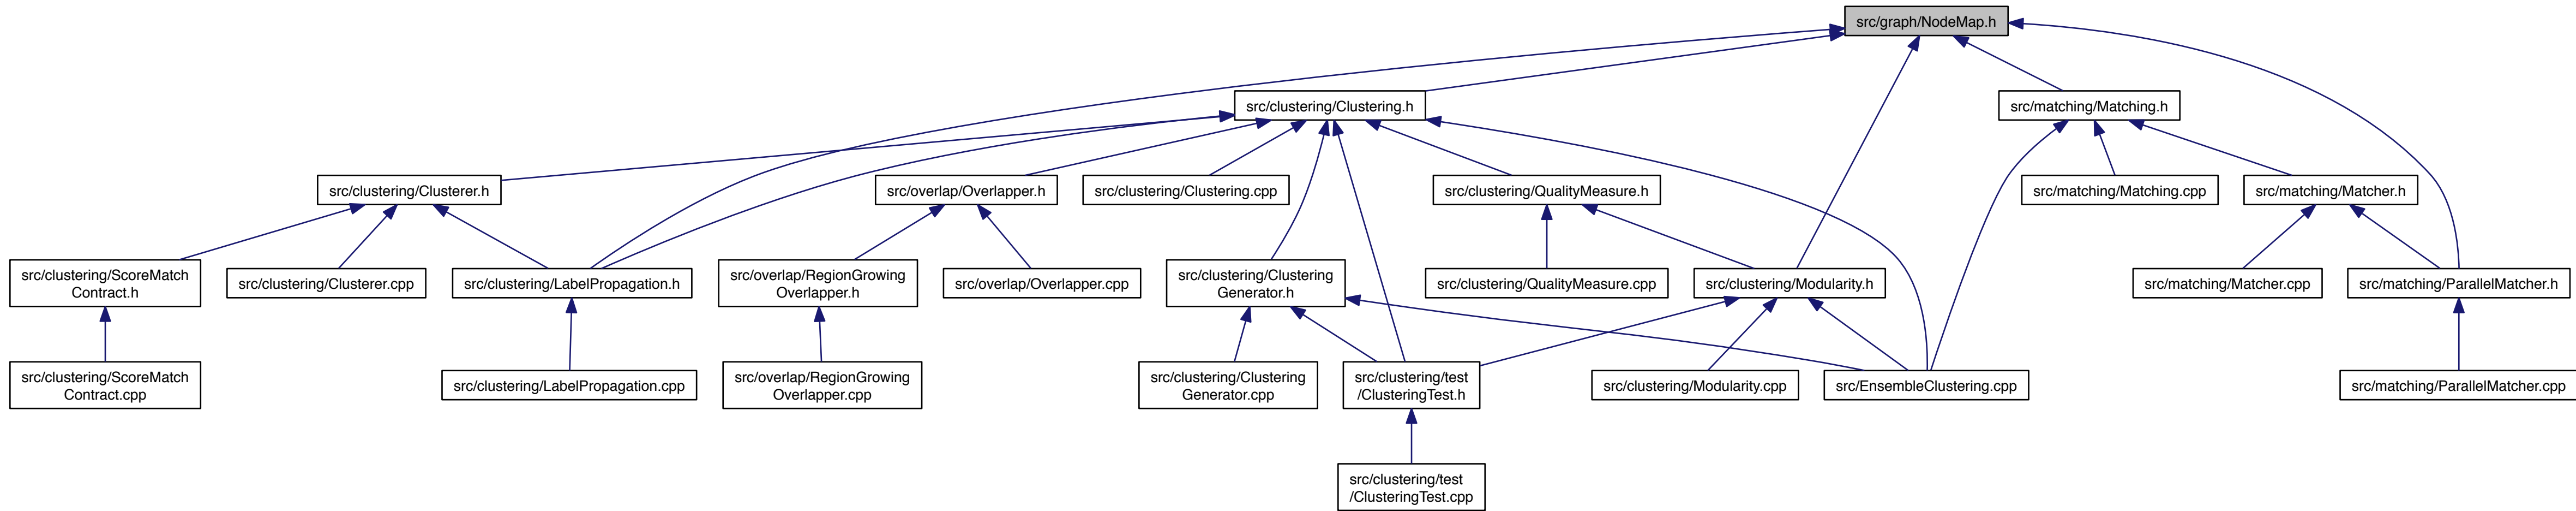 src/graph/NodeMap.h
src/clustering/Clustering.h
src/matching/Matching.h
src/clustering/Clusterer.h
src/overlap/Overlapper.h
src/clustering/Clustering.cpp
src/clustering/QualityMeasure.h
src/matching/Matching.cpp
src/matching/Matcher.h
src/clustering/ScoreMatch
Contract.h
src/clustering/Clusterer.cpp
src/clustering/LabelPropagation.h
src/overlap/RegionGrowing
Overlapper.h
src/overlap/Overlapper.cpp
src/clustering/Clustering
Generator.h
src/clustering/QualityMeasure.cpp
src/clustering/Modularity.h
src/matching/Matcher.cpp
src/matching/ParallelMatcher.h
src/clustering/ScoreMatch
Contract.cpp
src/clustering/LabelPropagation.cpp
src/overlap/RegionGrowing
Overlapper.cpp
src/clustering/Clustering
Generator.cpp
src/clustering/test
/ClusteringTest.h
src/clustering/Modularity.cpp
src/EnsembleClustering.cpp
src/matching/ParallelMatcher.cpp
src/clustering/test
/ClusteringTest.cpp